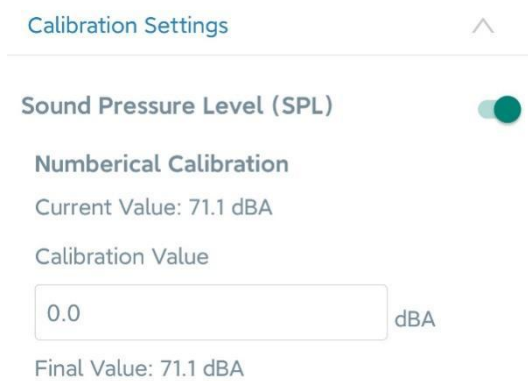 Calibration Settings
Sound Pressure Level (SPL)
Numberical Calibration
Current Value: 71.1 dBA
Calibration Value
0.0
dBA
Final Value: 71.1 dBA